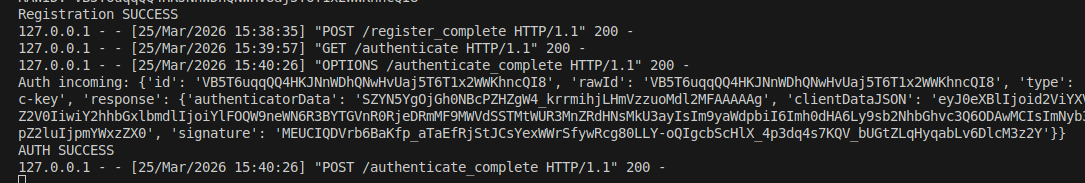 Registration SUCCESS
127.0.0.1 - - [25/Mar/2026 15:38:35] "POST /register_complete HTTP/1.1" 200 -
127.0.0.1 - - [25/Mar/2026 15:39:57] "GET /authenticate HTTP/1.1" 200 -
127.0.0.1 - - [25/Mar/2026 15:40:26] "OPTIONS /authenticate_complete HTTP/1.1" 200 -
Auth incoming: {'id': 'VB5T6uqqQQ4HKJNnWDhQNwHvUaj5T6T1x2WWKhncQI8', 'rawId': 'VB5T6uqqQQ4HKJNnWDhQNwHvUaj5T6T1x2WWKhncQI8', 'type':
c-key', 'response': {'authenticatorData': 'SZYN5YgOjGh0NBcPZHZgW4_krrmihjLHmVzzuoMdl2MFAAAAAg', 'clientDataJSON': 'eyJ0eXBlIjoid2ViYX
Z2V0IiwiY2hhbGxlbmdlIjoiYlFOQW9neWN6R3BYTGVnR0RjeDRmMF9MWVdSSTMtWUR3MnZRdHNsMkU3ayIsIm9yaWdpbiI6Imh0dHA6Ly9sb2NhbGhvc3Q6ODAwMCIsImNyb3
pZ2luIjpmYWxzZX0', 'signature': 'MEUCIQDVrb6BaKfp_aTaEfRjStJCsYexWWrSfywRcg80LLY-oQIgcbScHlX_4p3dq4s7KQV_bUGtZLqHyqabLv6DlcM3z2Y'}}
AUTH SUCCESS
127.0.0.1 - - [25/Mar/2026 15:40:26] "POST /authenticate_complete HTTP/1.1" 200 -